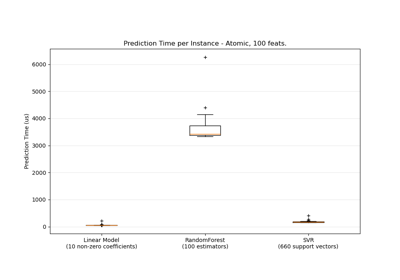 Prediction Time per Instance - Atomic, 100 feats.
6000
5000
4000
3000
2000
1000
0
Prediction Time (us)
Linear Model
(10 non-zero coefficients)
RandomForest
(100 estimators)
SVR
(660 support vectors)